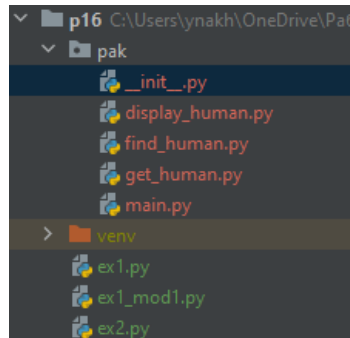 p16 C:\Users\ynakh\OneDrive\Ра
pak
__init__.py
display_human.py
find_human.py
get_human.py
main.py
venv
ex1.py
ex1_mod1.py
ex2.py